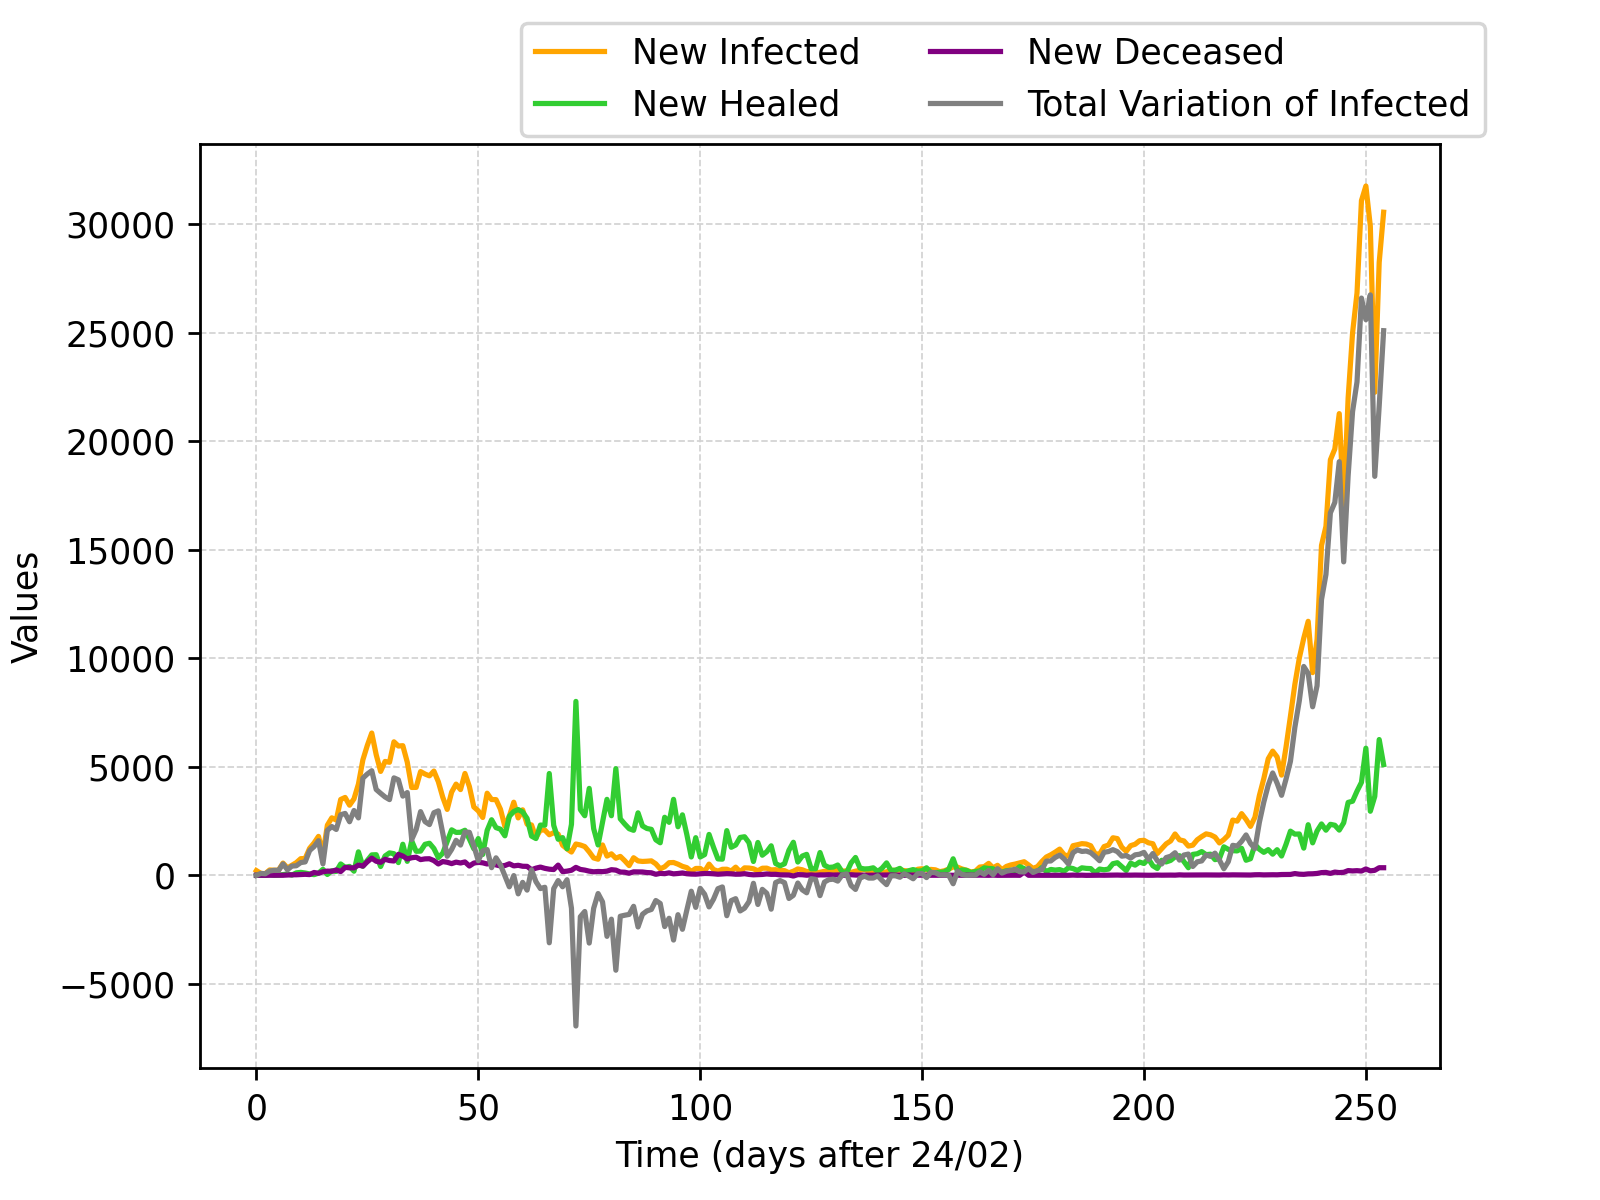 New Infected
New Healed
New Deceased
Total Variation of Infected
30000
25000
20000
15000
10000
5000
0
−5000
Values
0 50 100 150 200 250
Time (days after 24/02)